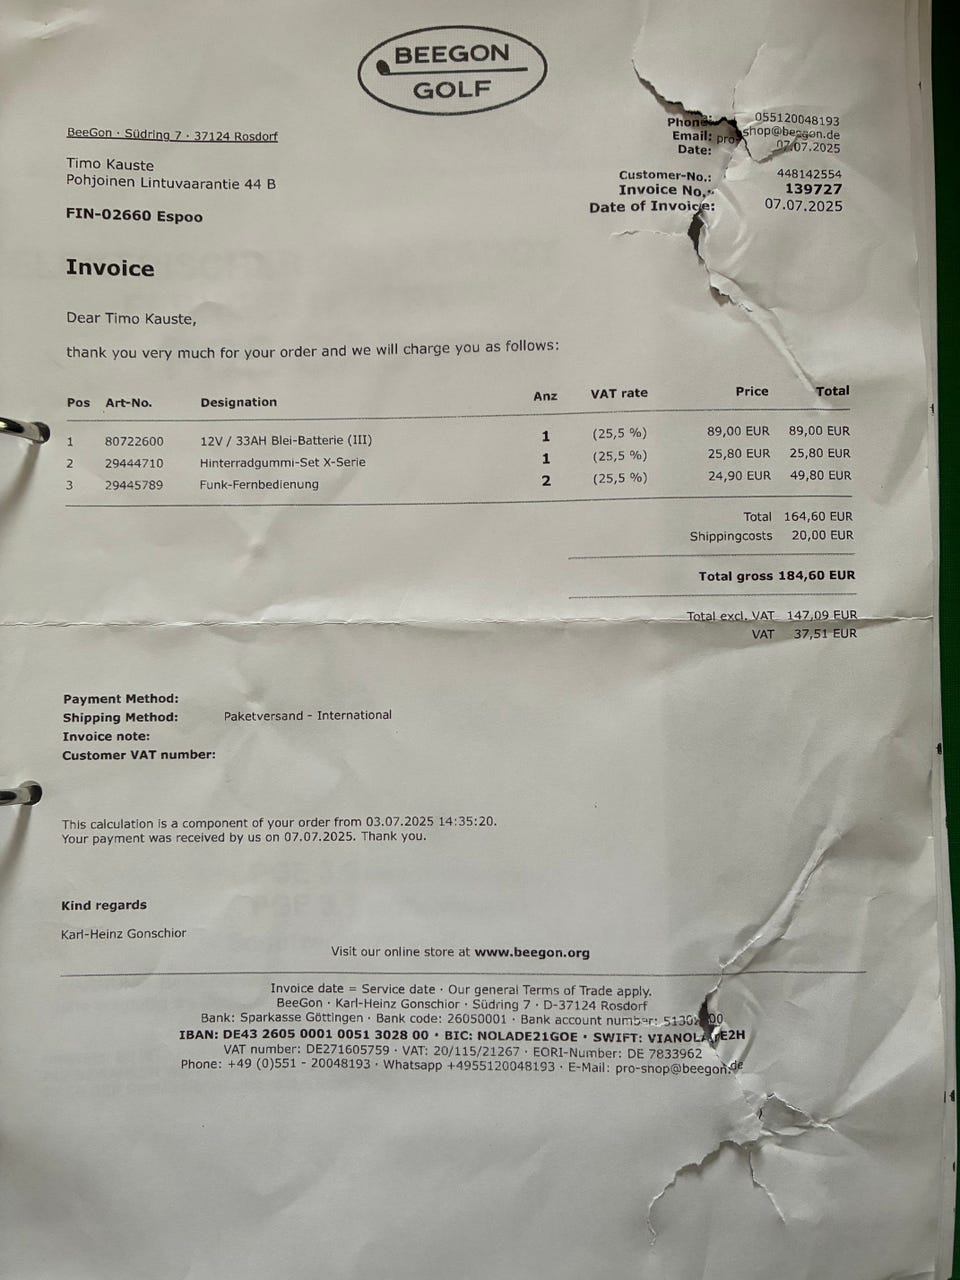 BEEGON
GOLF
BeeGon · Südring 7 · 37124 Rosdorf
Timo Kauste
Pohjoinen Lintuvaarantie 44 B
FIN-02660 Espoo
Phone: 055120048193
Email: pro shop@beegon.de
Date: 07.07.2025
Customer-No.: 448142554
Invoice No.: 139727
Date of Invoice: 07.07.2025
Invoice
Dear Timo Kauste,
thank you very much for your order and we will charge you as follows:
Pos Art-No. Designation Anz VAT rate Price Total
1 80722600 12V / 33AH Blei-Batterie (III) 1 (25,5 %) 89,00 EUR 89,00 EUR
2 29444710 Hinterradgummi-Set X-Serie 1 (25,5 %) 25,80 EUR 25,80 EUR
3 29445789 Funk-Fernbedienung 2 (25,5 %) 24,90 EUR 49,80 EUR
Total 164,60 EUR
Shippingcosts 20,00 EUR
Total gross 184,60 EUR
Total excl. VAT 147,09 EUR
VAT 37,51 EUR
Payment Method:
Shipping Method: Paketversand - International
Invoice note:
Customer VAT number:
This calculation is a component of your order from 03.07.2025 14:35:20.
Your payment was received by us on 07.07.2025. Thank you.
Kind regards
Karl-Heinz Gonschior
Visit our online store at www.beegon.org
Invoice date = Service date · Our general Terms of Trade apply.
BeeGon · Karl-Heinz Gonschior · Südring 7 · D-37124 Rosdorf
Bank: Sparkasse Göttingen · Bank code: 26050001 · Bank account number:
IBAN: DE43 2605 0001 0051 3028 00 · BIC: NOLADE21GOE · SWIFT:
VAT number: DE271605759 · VAT: 20/115/21267 · EORI-Number: DE 7833962
Phone: +49 (0)551 - 20048193 · Whatsapp +4955120048193 · E-Mail: pro-shop@beegon.de